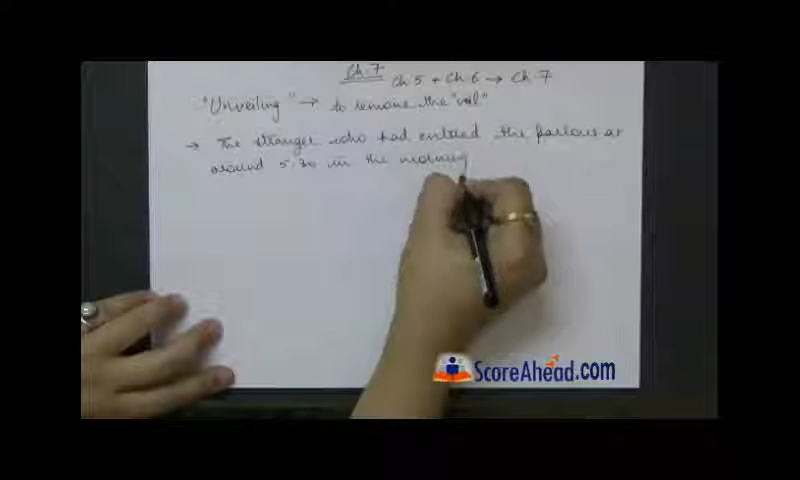 Ch. 7
Ch 5 + Ch 6 → Ch 7
"Unveiling" → to remove the "veil"
→ The stranger who had entered the parlour at
around 5:30 in the morning
ScoreAhead.com